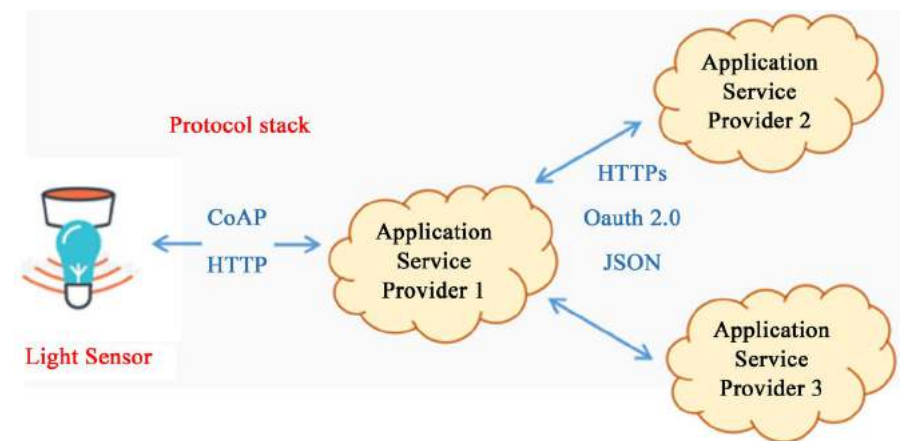 Protocol stack
Light Sensor
CoAP
HTTP
Application
Service
Provider 1
HTTPs
Oauth 2.0
JSON
Application
Service
Provider 2
Application
Service
Provider 3